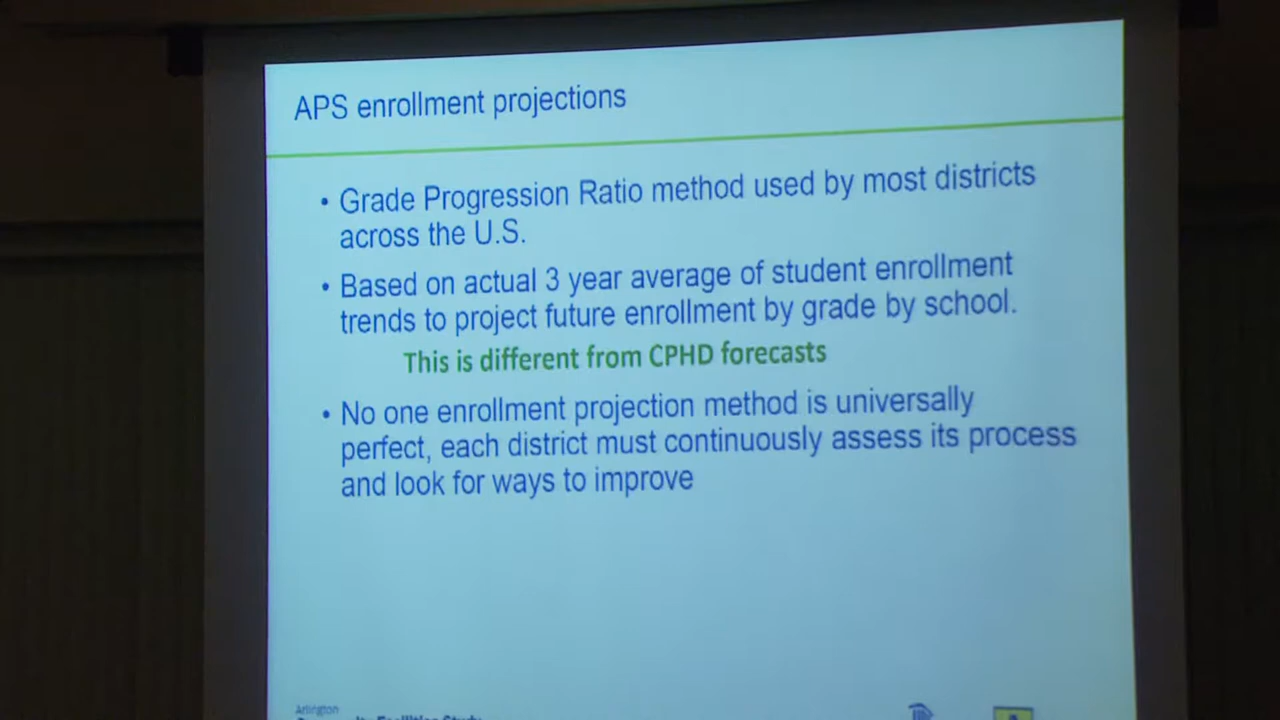 APS enrollment projections
• Grade Progression Ratio method used by most districts
across the U.S.
• Based on actual 3 year average of student enrollment
trends to project future enrollment by grade by school.
This is different from CPHD forecasts
• No one enrollment projection method is universally
perfect, each district must continuously assess its process
and look for ways to improve
Arlington
Facilities Study